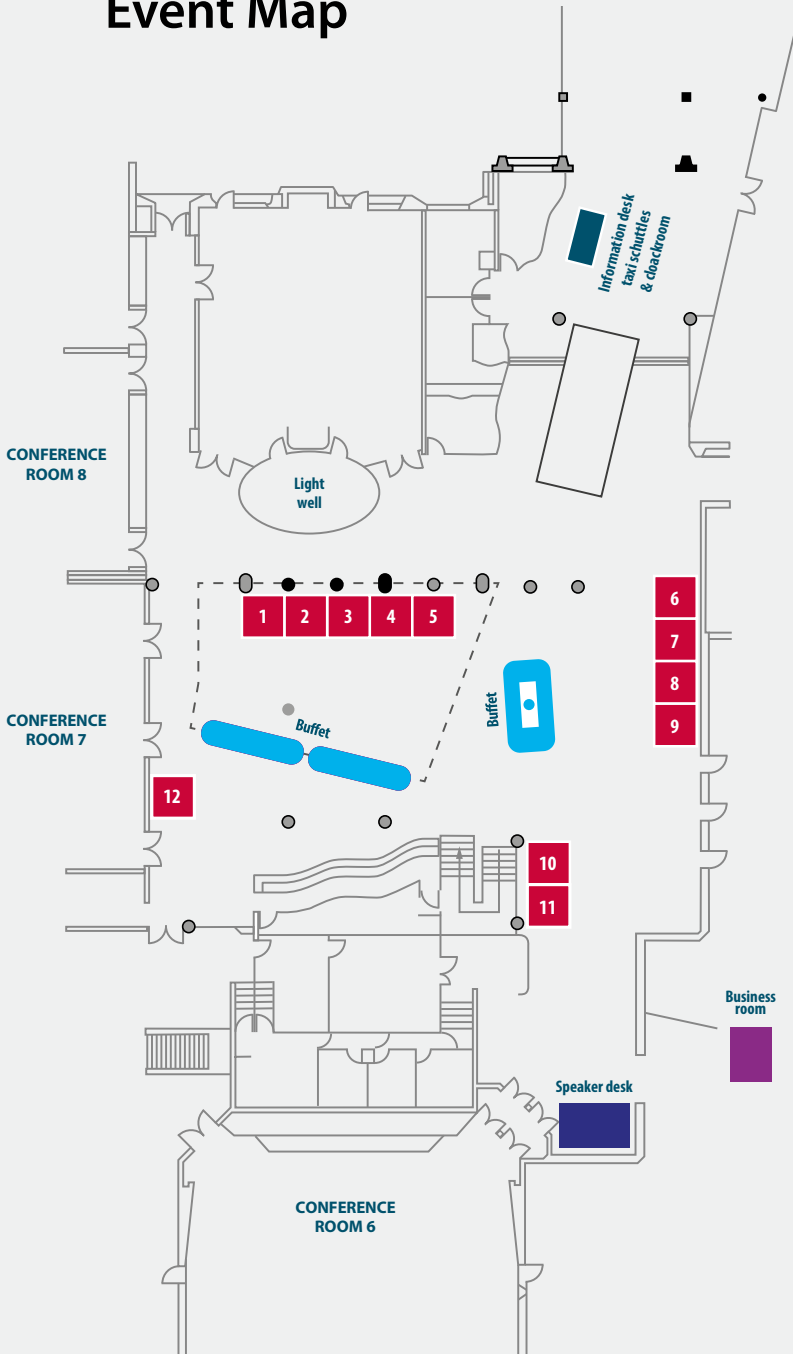 Event Map
Information desk
taxi schuttles
& cloackroom
CONFERENCE
ROOM 8
Light
well
1 2 3 4 5
6
7
8
9
Buffet
Buffet
CONFERENCE
ROOM 7
12
10
11
Business
room
Speaker desk
CONFERENCE
ROOM 6